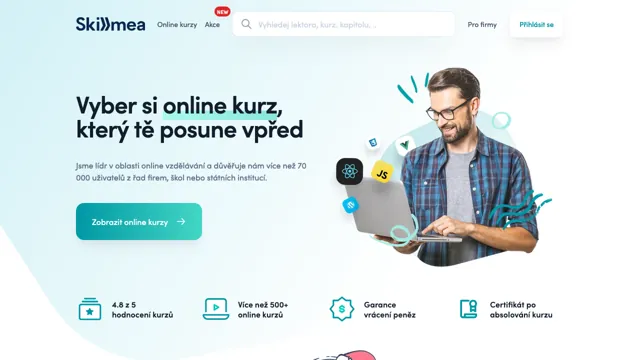 Skillmea
Online kurzy
Akce
NEW
Vyhledej lektora, kurz, kapitolu, ...
Pro firmy
Přihlásit se
Vyber si online kurz,
který tě posune vpřed
Jsme lídr v oblasti online vzdělávání a důvěřuje nám více než 70
000 uživatelů z řad firem, škol nebo státních institucí.
Zobrazit online kurzy
JS
4.8 z 5
hodnocení kurzů
Více než 500+
online kurzů
Garance
vrácení peněz
Certifikát po
absolování kurzu